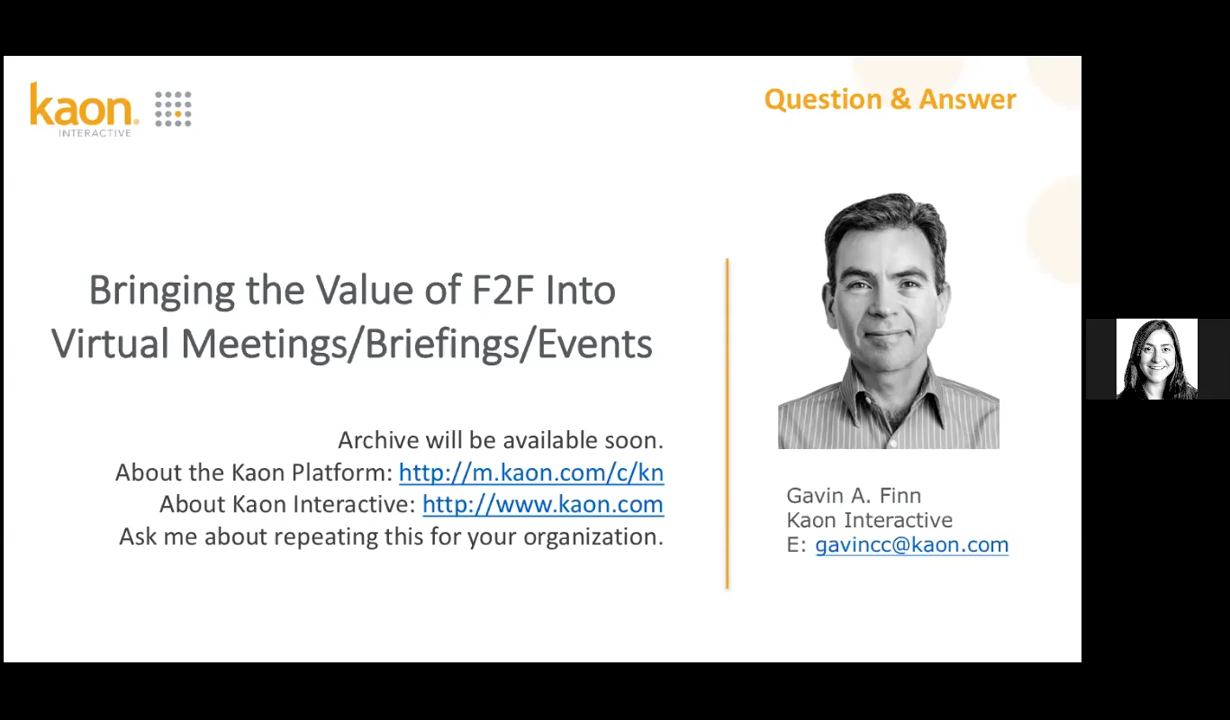 kaon
INTERACTIVE
Question & Answer
Bringing the Value of F2F Into
Virtual Meetings/Briefings/Events
Archive will be available soon.
About the Kaon Platform: http://m.kaon.com/c/kn
About Kaon Interactive: http://www.kaon.com
Ask me about repeating this for your organization.
Gavin A. Finn
Kaon Interactive
E: gavincc@kaon.com